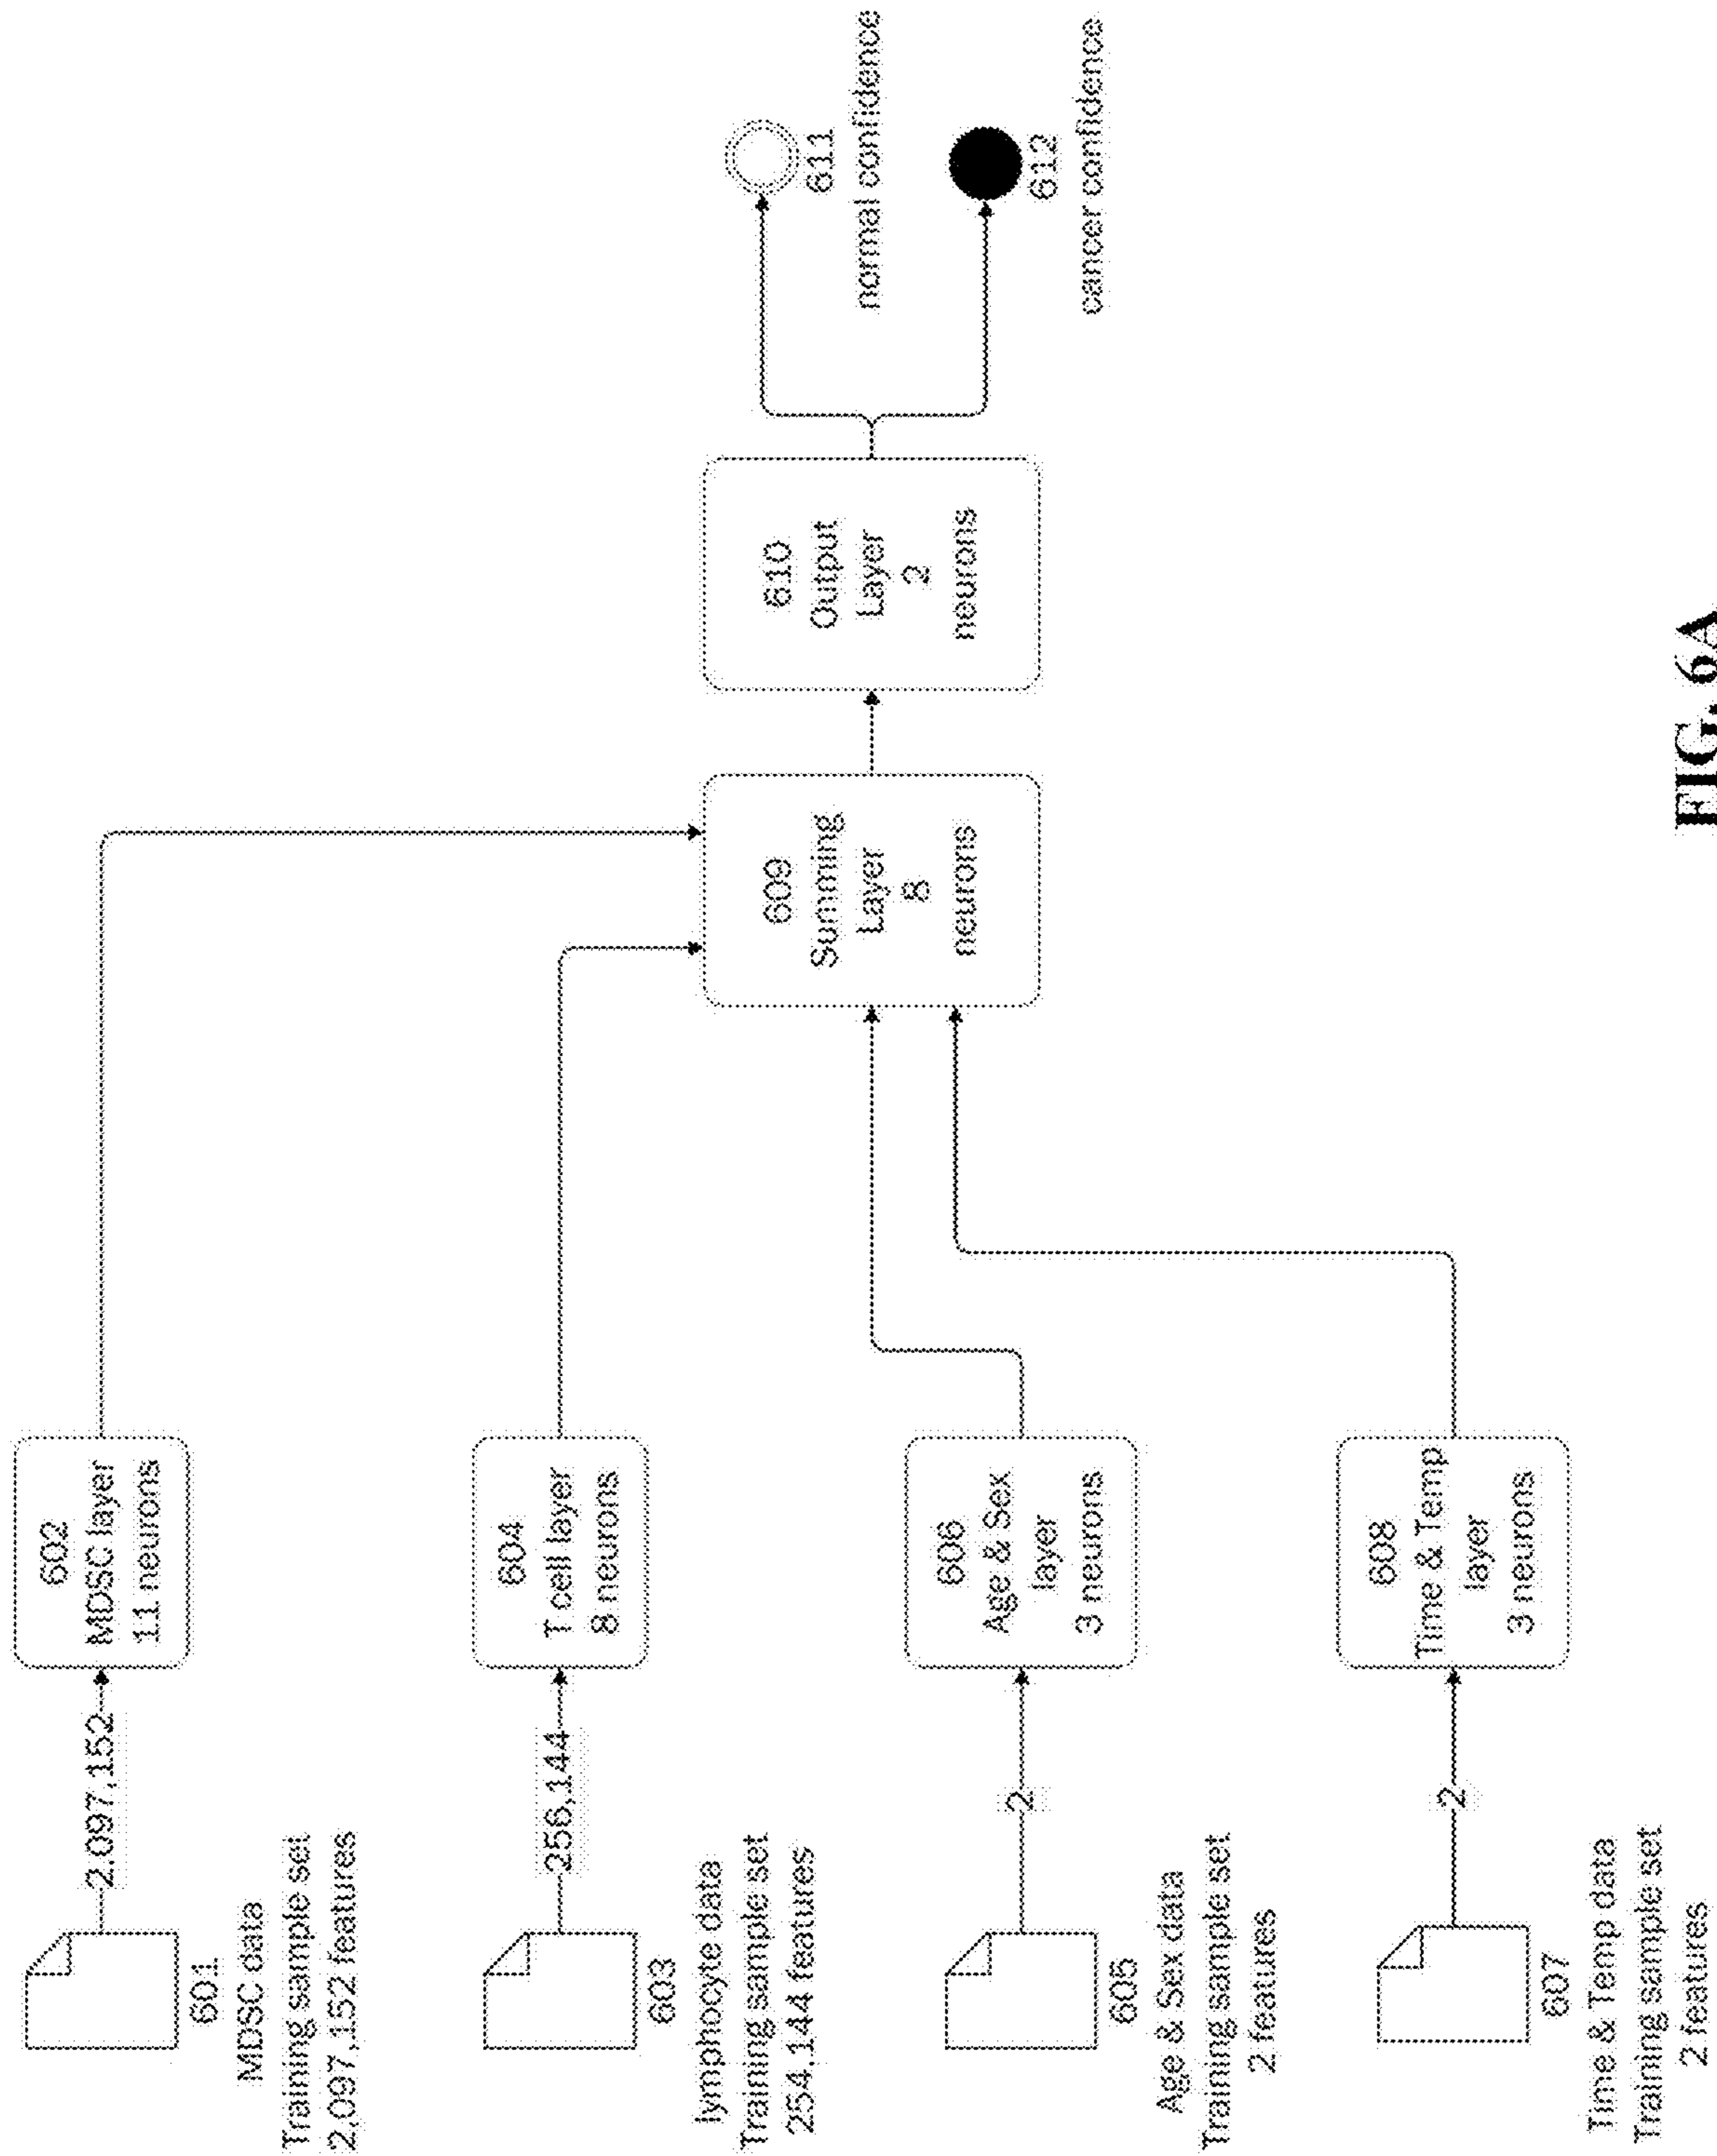 601
MDSC data
Training sample set
2,097,152 features
2,097,152
602
MDSC layer
11 neurons
603
lymphocyte data
Training sample set
254,144 features
256,144
604
T cell layer
8 neurons
605
Age & Sex data
Training sample set
2 features
2
606
Age & Sex
layer
3 neurons
607
Time & Temp data
Training sample set
2 features
2
608
Time & Temp
layer
3 neurons
609
Summing
Layer
8
neurons
610
Output
Layer
2
neurons
611
normal confidence
612
cancer confidence
FIG. 6A